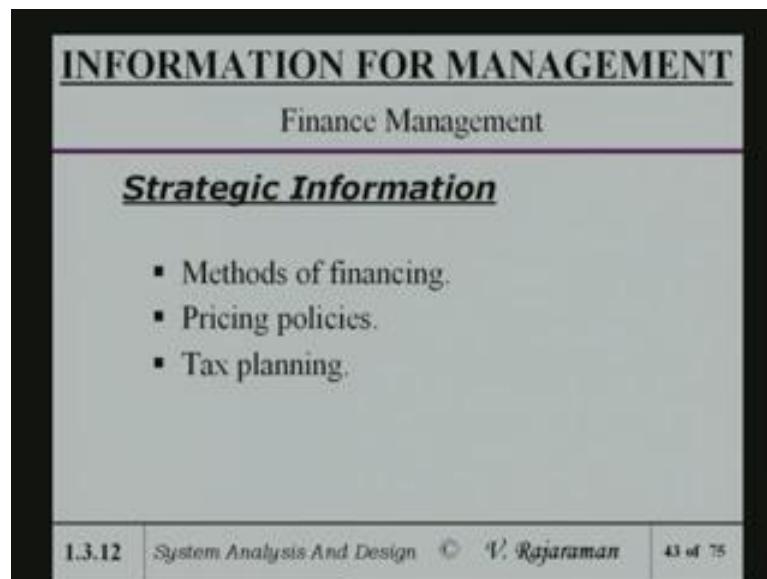 INFORMATION FOR MANAGEMENT
Finance Management
Strategic Information
▪ Methods of financing.
▪ Pricing policies.
▪ Tax planning.
1.3.12 System Analysis And Design © V. Rajaraman 43 of 75